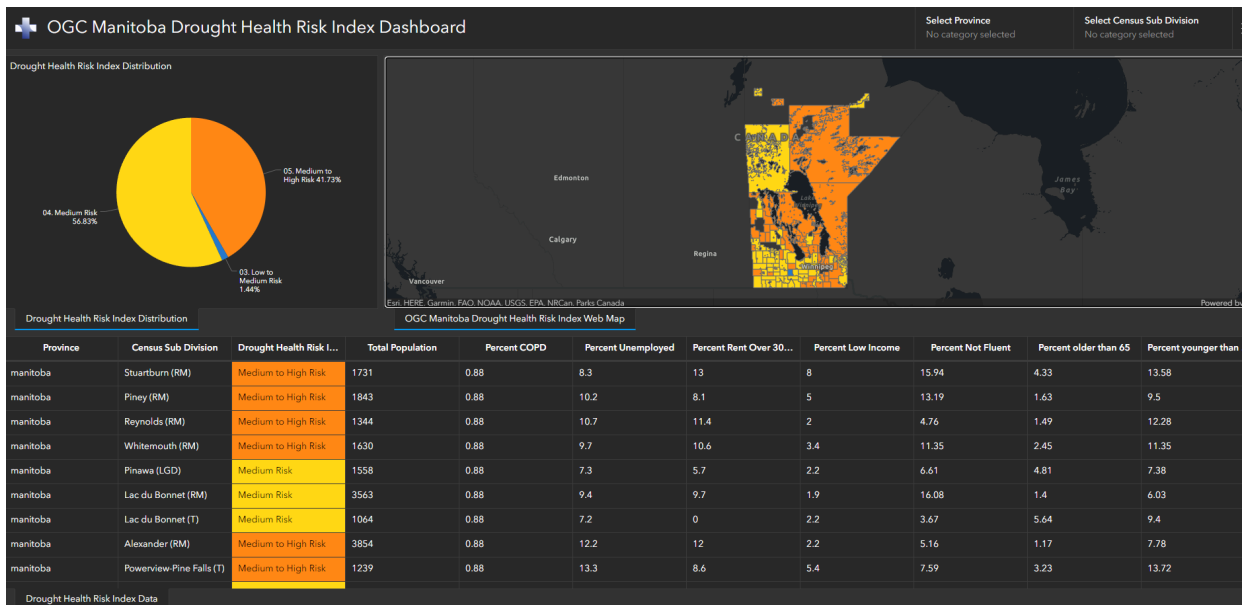 OGC Manitoba Drought Health Risk Index Dashboard
Select Province
No category selected
Select Census Sub Division
No category selected
Drought Health Risk Index Distribution
05. Medium to
High Risk 41.73%
04. Medium Risk
56.83%
03. Low to
Medium Risk
1.44%
CANADA
Edmonton
Calgary
Regina
Vancouver
Lake
Winnipeg
Winnipeg
James
Bay
Esri, HERE, Garmin, FAO, NOAA, USGS, EPA, NRCan, Parks Canada
Powered by
Drought Health Risk Index Distribution
OGC Manitoba Drought Health Risk Index Web Map
Province Census Sub Division Drought Health Risk I... Total Population Percent COPD Percent Unemployed Percent Rent Over 30... Percent Low Income Percent Not Fluent Percent older than 65 Percent younger than
manitoba Stuartburn (RM) Medium to High Risk 1731 0.88 8.3 13 8 15.94 4.33 13.58
manitoba Piney (RM) Medium to High Risk 1843 0.88 10.2 8.1 5 13.19 1.63 9.5
manitoba Reynolds (RM) Medium to High Risk 1344 0.88 10.7 11.4 2 4.76 1.49 12.28
manitoba Whitemouth (RM) Medium to High Risk 1630 0.88 9.7 10.6 3.4 11.35 2.45 11.35
manitoba Pinawa (LGD) Medium Risk 1558 0.88 7.3 5.7 2.2 6.61 4.81 7.38
manitoba Lac du Bonnet (RM) Medium Risk 3563 0.88 9.4 9.7 1.9 16.08 1.4 6.03
manitoba Lac du Bonnet (T) Medium Risk 1064 0.88 7.2 0 2.2 3.67 5.64 9.4
manitoba Alexander (RM) Medium to High Risk 3854 0.88 12.2 12 2.2 5.16 1.17 7.78
manitoba Powerview-Pine Falls (T) Medium to High Risk 1239 0.88 13.3 8.6 5.4 7.59 3.23 13.72
Drought Health Risk Index Data